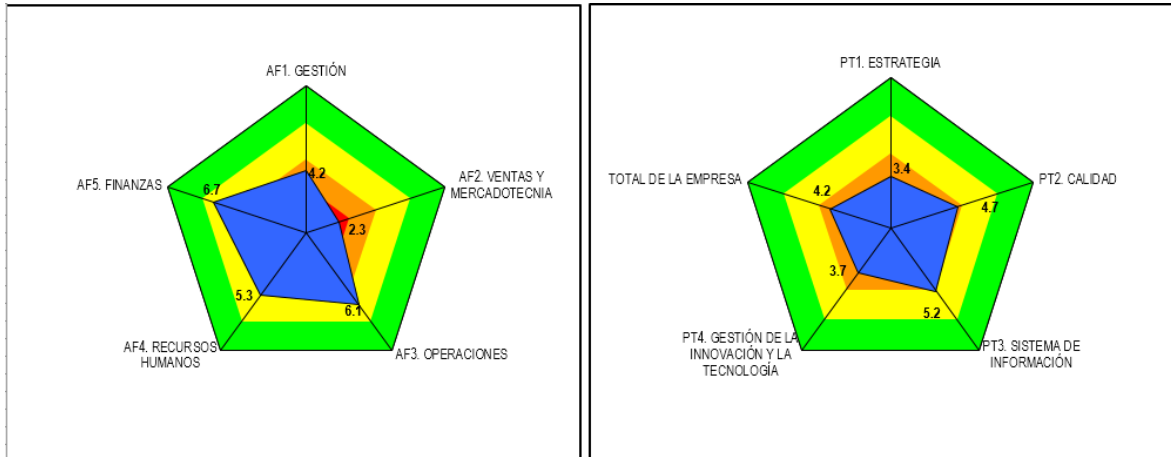 AF1. GESTIÓN
4.2
AF5. FINANZAS
6.7
AF2. VENTAS Y
MERCADOTECNIA
2.3
5.3
6.1
AF4. RECURSOS
HUMANOS
AF3. OPERACIONES
PT1. ESTRATEGIA
3.4
TOTAL DE LA EMPRESA
4.2
PT2. CALIDAD
4.7
3.7
5.2
PT4. GESTIÓN DE LA
INNOVACIÓN Y LA
TECNOLOGÍA
PT3. SISTEMA DE
INFORMACIÓN